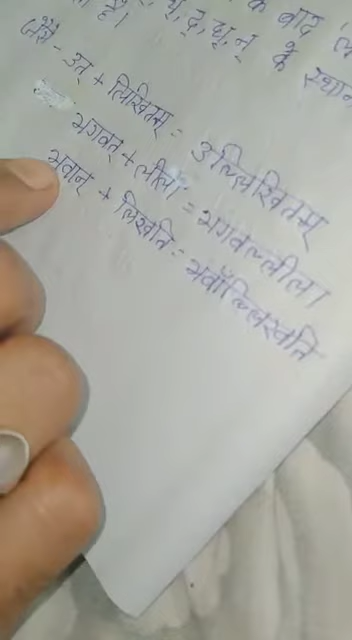 के बाद
है। थ्, द्, ध्, न् के स्थान
जैसे - उत् + लिखितम् = उल्लिखितम्
भगवत् + लीला = भगवल्लीला
भवान् + लिखति = भवाँल्लिखति